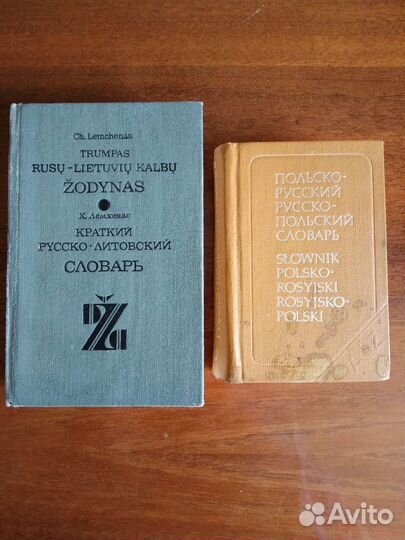 Ch. Lemchenas
TRUMPAS
RUSŲ-LIETUVIŲ KALBŲ
ŽODYNAS
Х. Лемхенас
КРАТКИЙ
РУССКО-ЛИТОВСКИЙ
СЛОВАРЬ
ПОЛЬСКО-
РУССКИЙ
РУССКО-
ПОЛЬСКИЙ
СЛОВАРЬ
SŁOWNIK
POLSKO-
ROSYJSKI
ROSYJSKO-
POLSKI
Avito